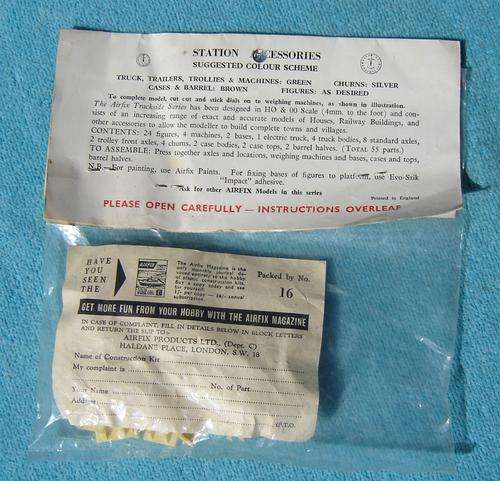 STATION ACCESSORIES
SUGGESTED COLOUR SCHEME
TRUCK, TRAILERS, TROLLIES & MACHINES: GREEN CHURNS: SILVER
CASES & BARREL: BROWN FIGURES: AS DESIRED
To complete model, cut out and stick dials on to weighing machines, as shown in illustration.
The Airfix Trackside Series has been designed in HO & 00 Scale (4mm. to the foot) and con-
sists of an increasing range of exact and accurate models of Houses, Railway Buildings, and
other accessories to allow the modeller to build complete towns and villages.
CONTENTS: 24 figures, 4 machines, 2 bases, 1 electric truck, 4 truck bodies, 8 standard axles,
2 trolley front axles, 4 churns, 2 case bodies, 2 case tops, 2 barrel halves. (TOTAL 55 parts.)
TO ASSEMBLE: Press together axles and locations, weighing machines and bases, cases and tops,
barrel halves.
N.B.— For painting, use Airfix Paints. For fixing bases of figures to platform, use Evo-Stik
"Impact" adhesive.
Ask for other AIRFIX Models in this series
Printed in England
PLEASE OPEN CAREFULLY — INSTRUCTIONS OVERLEAF
HAVE
YOU
SEEN
THE
AIRFIX
The Airfix Magazine is the
only monthly journal de-
voted entirely to the hobby
of plastic construction kits.
Buy a copy today and see
for yourself.
Packed by No.
16
GET MORE FUN FROM YOUR HOBBY WITH THE AIRFIX MAGAZINE
IN CASE OF COMPLAINT, FILL IN DETAILS BELOW IN BLOCK LETTERS
AND RETURN THE SLIP TO:-
AIRFIX PRODUCTS LTD., (Dept. C)
HALDANE PLACE, LONDON, S.W. 18
Name of Construction Kit
My complaint is
No. of Part
Your Name
Address
P.T.O.